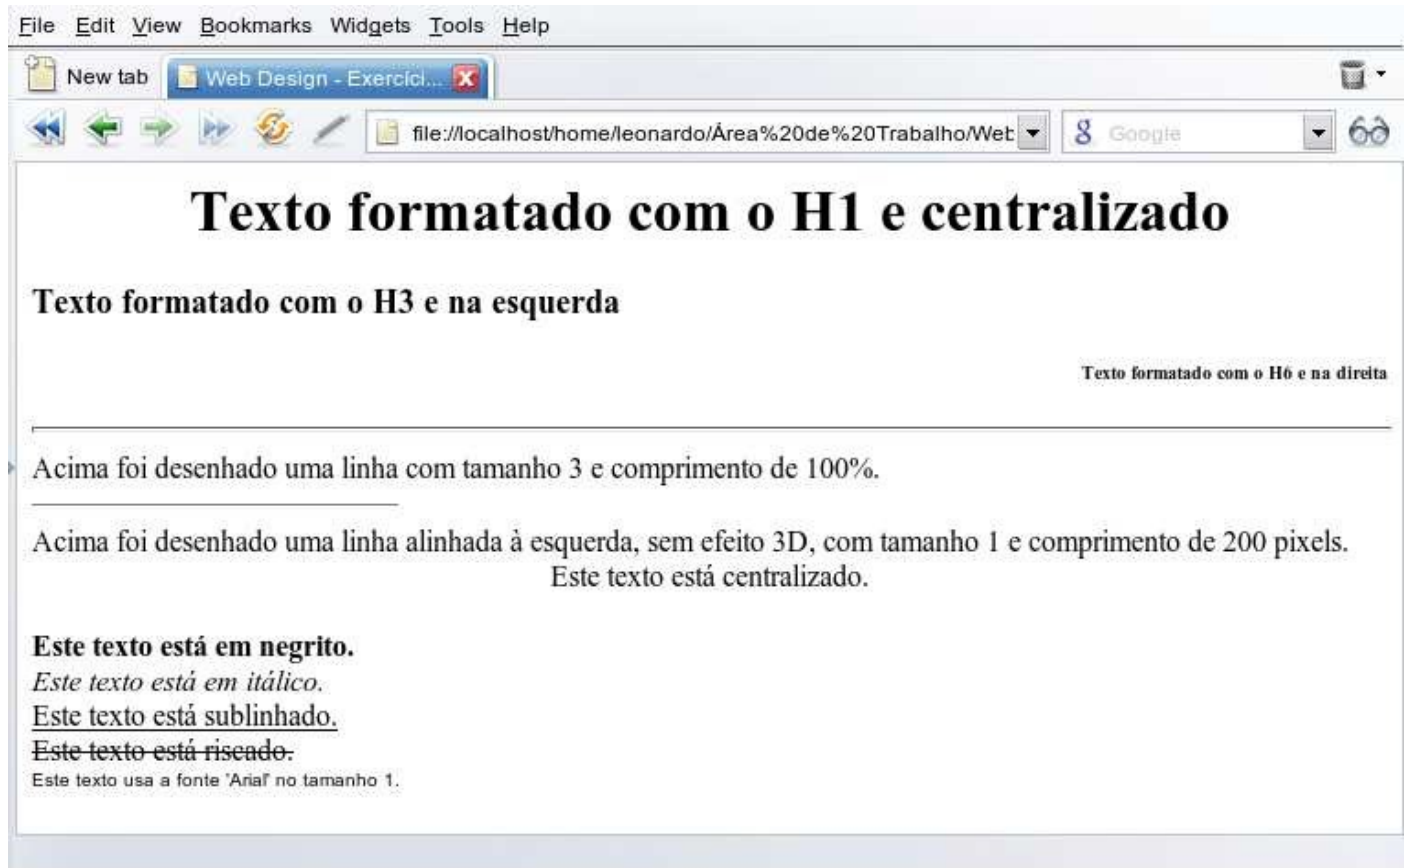 File Edit View Bookmarks Widgets Tools Help
New tab Web Design - Exercíci...
file://localhost/home/leonardo/Área%20de%20Trabalho/Web Google
Texto formatado com o H1 e centralizado
Texto formatado com o H3 e na esquerda
Texto formatado com o H6 e na direita
Acima foi desenhado uma linha com tamanho 3 e comprimento de 100%.
Acima foi desenhado uma linha alinhada à esquerda, sem efeito 3D, com tamanho 1 e comprimento de 200 pixels.
Este texto está centralizado.
Este texto está em negrito.
Este texto está em itálico.
Este texto está sublinhado.
Este texto está riscado.
Este texto usa a fonte 'Arial' no tamanho 1.